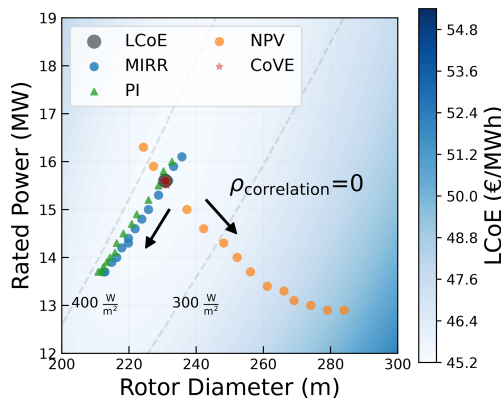 19
18
17
16
15
14
13
12
200
220
240
260
280
300
Rated Power (MW)
Rotor Diameter (m)
LCoE
MIRR
PI
NPV
CoVE
ρcorrelation=0
400 W/m²
300 W/m²
54.8
53.6
52.4
51.2
50.0
48.8
47.6
46.4
45.2
LCoE (€/MWh)